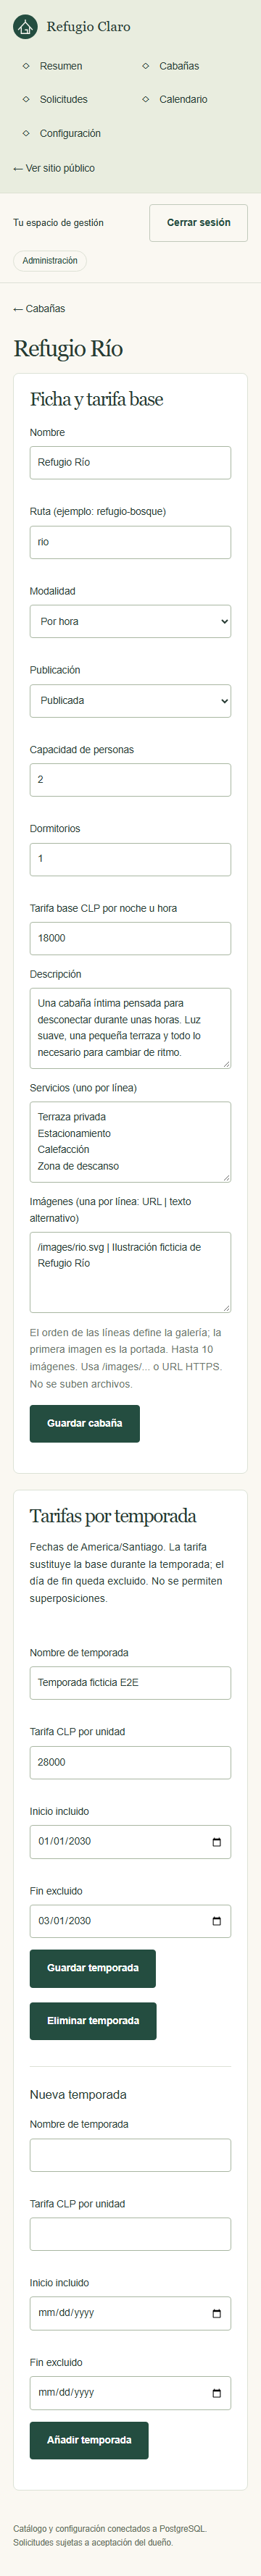 Refugio Claro
Resumen
Cabañas
Solicitudes
Calendario
Configuración
← Ver sitio público
Tu espacio de gestión
Cerrar sesión
Administración
← Cabañas
Refugio Río
Ficha y tarifa base
Nombre
Refugio Río
Ruta (ejemplo: refugio-bosque)
rio
Modalidad
Por hora
Publicación
Publicada
Capacidad de personas
2
Dormitorios
1
Tarifa base CLP por noche u hora
18000
Descripción
Una cabaña íntima pensada para
desconectar durante unas horas. Luz
suave, una pequeña terraza y todo lo
necesario para cambiar de ritmo.
Servicios (uno por línea)
Terraza privada
Estacionamiento
Calefacción
Zona de descanso
Imágenes (una por línea: URL | texto
alternativo)
/images/rio.svg | Ilustración ficticia de
Refugio Río
El orden de las líneas define la galería; la
primera imagen es la portada. Hasta 10
imágenes. Usa /images/... o URL HTTPS.
No se suben archivos.
Guardar cabaña
Tarifas por temporada
Fechas de America/Santiago. La tarifa
sustituye la base durante la temporada; el
día de fin queda excluido. No se permiten
superposiciones.
Nombre de temporada
Temporada ficticia E2E
Tarifa CLP por unidad
28000
Inicio incluido
01/01/2030
Fin excluido
03/01/2030
Guardar temporada
Eliminar temporada
Nueva temporada
Nombre de temporada
Tarifa CLP por unidad
Inicio incluido
mm/dd/yyyy
Fin excluido
mm/dd/yyyy
Añadir temporada
Catálogo y configuración conectados a PostgreSQL.
Solicitudes sujetas a aceptación del dueño.